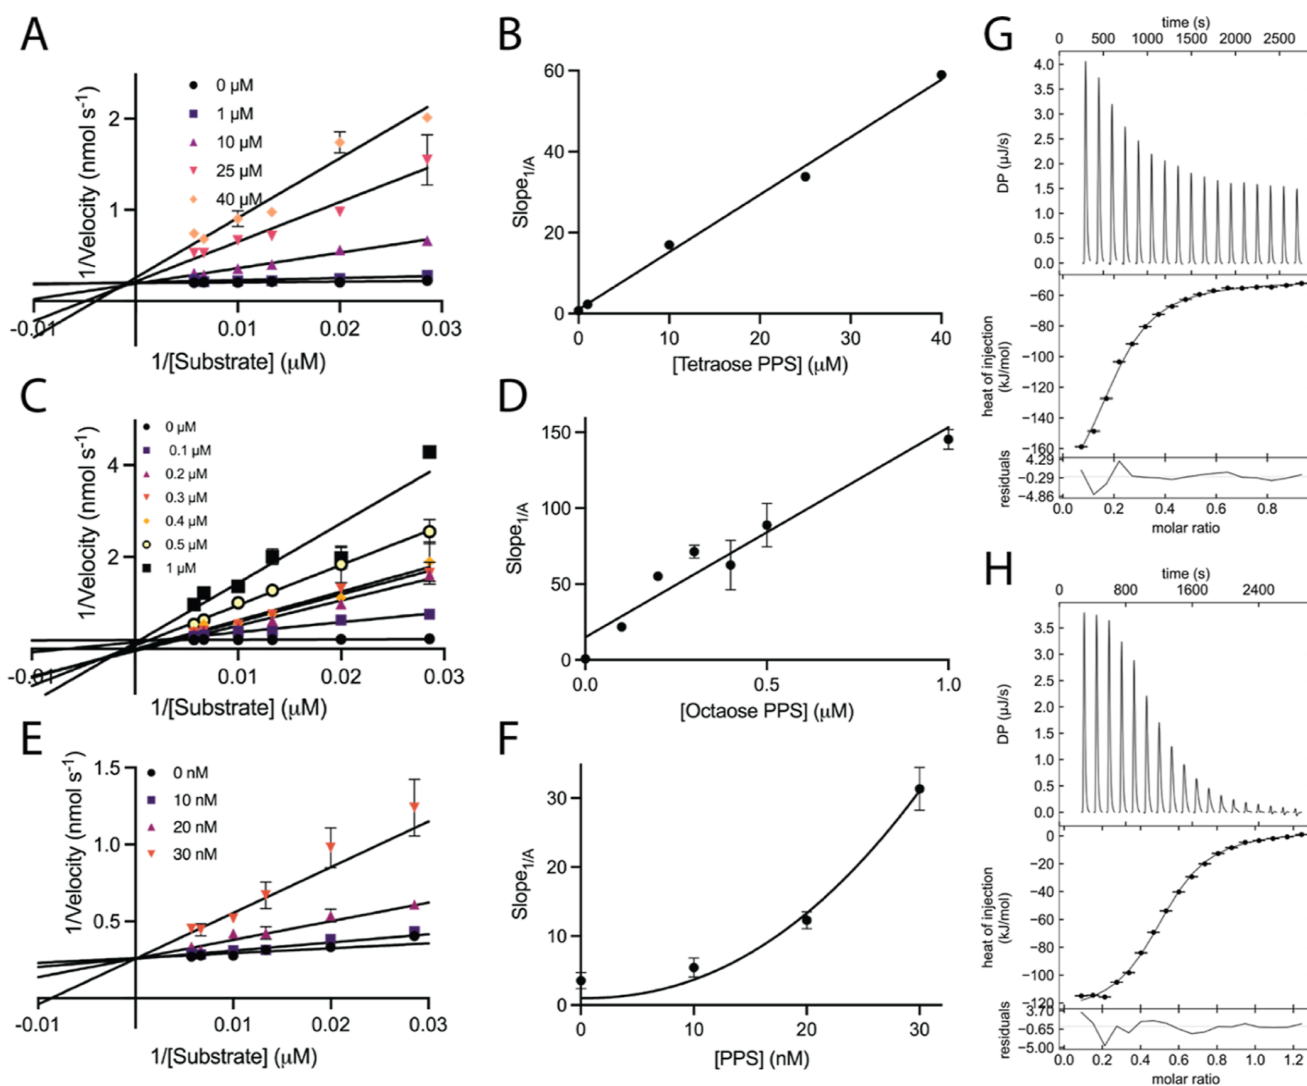 A
1/Velocity (nmol s⁻¹)
2
1
0 µM
1 µM
10 µM
25 µM
40 µM
-0.01
0.01
0.02
0.03
1/[Substrate] (µM)
B
Slope1/A
60
40
20
0
0
10
20
30
40
[Tetraose PPS] (µM)
C
1/Velocity (nmol s⁻¹)
4
2
0 µM
0.1 µM
0.2 µM
0.3 µM
0.4 µM
0.5 µM
1 µM
-0.01
0.01
0.02
0.03
1/[Substrate] (µM)
D
Slope1/A
150
100
50
0
0.0
0.5
1.0
[Octaose PPS] (µM)
E
1/Velocity (nmol s⁻¹)
1.5
1.0
0.5
0 nM
10 nM
20 nM
30 nM
-0.01
0.01
0.02
0.03
1/[Substrate] (µM)
F
Slope1/A
30
20
10
0
0
10
20
30
[PPS] (nM)
G
time (s)
0 500 1000 1500 2000 2500
DP (µJ/s)
4.0
3.5
3.0
2.5
2.0
1.5
1.0
0.5
0.0
heat of injection
(kJ/mol)
−60
−80
−100
−120
−140
−160
residuals
4.29
−0.29
−4.86
0.0 0.2 0.4 0.6 0.8
molar ratio
H
time (s)
0 800 1600 2400
DP (µJ/s)
3.5
3.0
2.5
2.0
1.5
1.0
0.5
0.0
heat of injection
(kJ/mol)
0
−20
−40
−60
−80
−100
−120
residuals
3.70
−0.65
−5.00
0.0 0.2 0.4 0.6 0.8 1.0 1.2
molar ratio